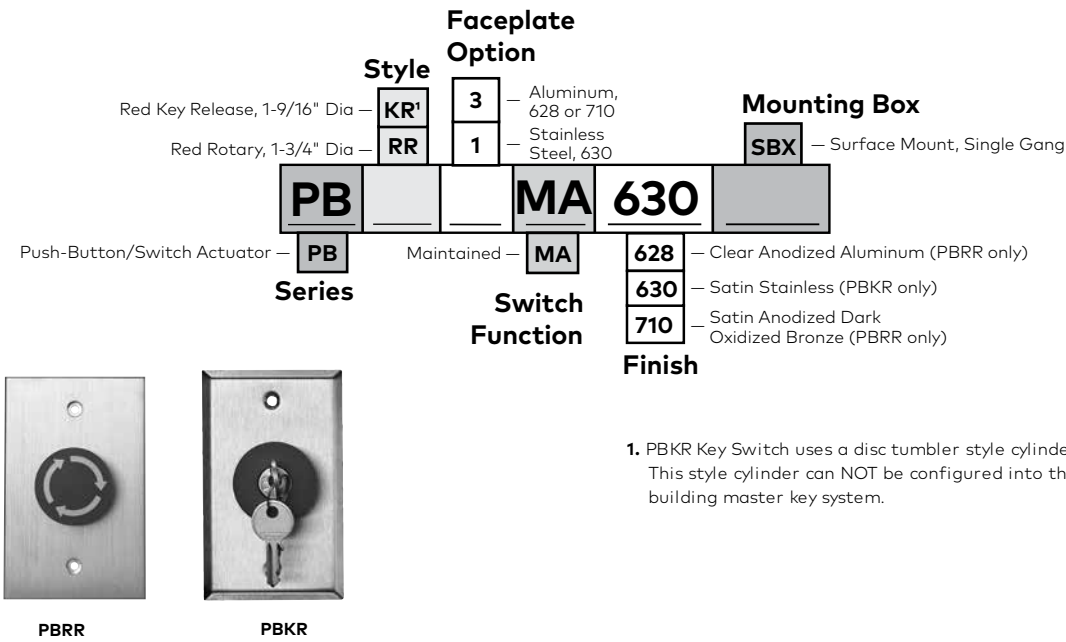 Faceplate
Option
Style
Red Key Release, 1-9/16" Dia — KR¹
3 — Aluminum,
628 or 710
Mounting Box
Red Rotary, 1-3/4" Dia — RR
1 — Stainless
Steel, 630
SBX — Surface Mount, Single Gang
PB MA 630
Push-Button/Switch Actuator — PB
Maintained — MA
628 — Clear Anodized Aluminum (PBRR only)
Series
630 — Satin Stainless (PBKR only)
Switch
Function
710 — Satin Anodized Dark
Oxidized Bronze (PBRR only)
Finish
1. PBKR Key Switch uses a disc tumbler style cylinde
This style cylinder can NOT be configured into th
building master key system.
PBRR
PBKR